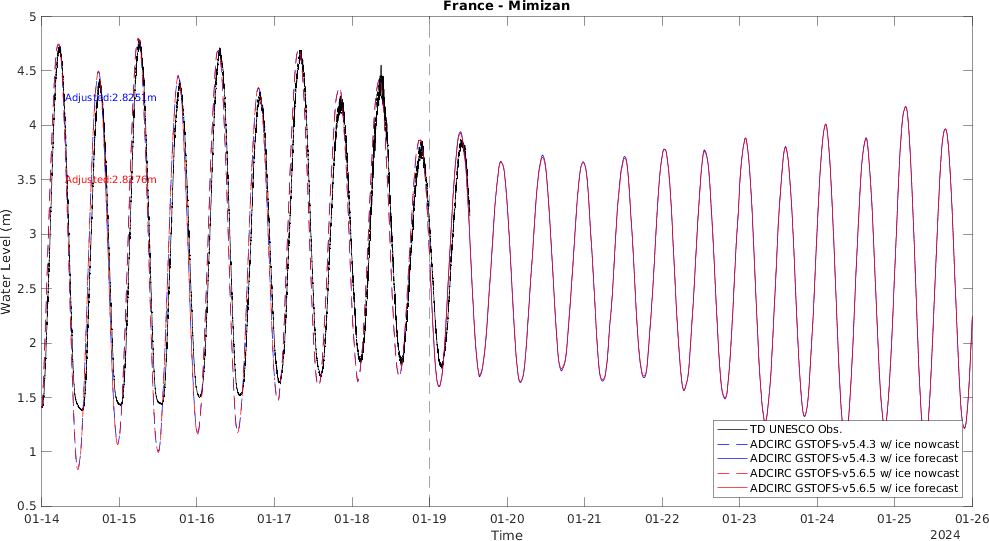 France - Mimizan
5
4.5
4
3.5
3
2.5
2
1.5
1
0.5
Water Level (m)
Adjusted:2.8251m
Adjusted:2.8276m
TD UNESCO Obs.
ADCIRC GSTOFS-v5.4.3 w/ ice nowcast
ADCIRC GSTOFS-v5.4.3 w/ ice forecast
ADCIRC GSTOFS-v5.6.5 w/ ice nowcast
ADCIRC GSTOFS-v5.6.5 w/ ice forecast
01-14 01-15 01-16 01-17 01-18 01-19 01-20 01-21 01-22 01-23 01-24 01-25 01-26
Time
2024